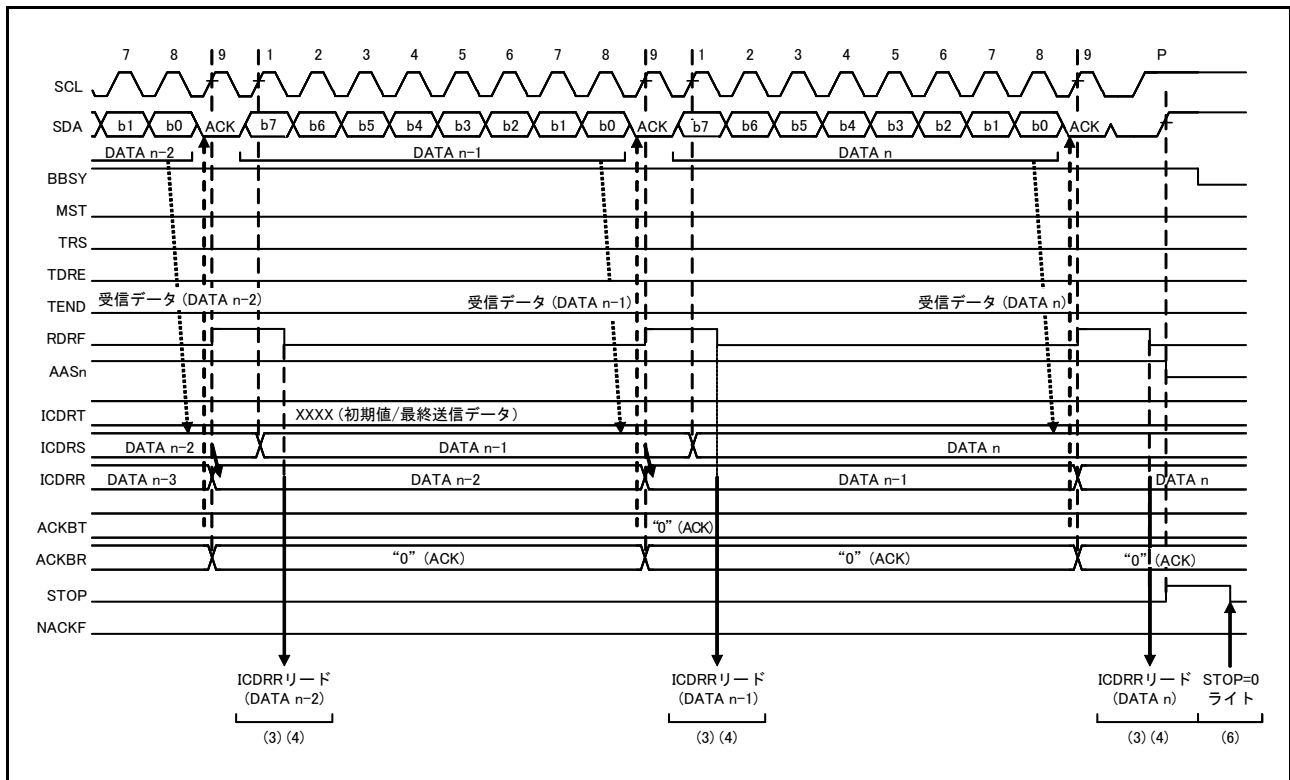 7 8 9 1 2 3 4 5 6 7 8 9 1 2 3 4 5 6 7 8 9 P
SCL
SDA b1 b0 ACK b7 b6 b5 b4 b3 b2 b1 b0 ACK b7 b6 b5 b4 b3 b2 b1 b0 ACK
DATA n-2 DATA n-1 DATA n
BBSY
MST
TRS
TDRE
受信データ (DATA n-2) 受信データ (DATA n-1) 受信データ (DATA n)
TEND
RDRF
AASn
ICDRT XXXX (初期値/最終送信データ)
ICDRS DATA n-2 DATA n-1 DATA n
ICDRR DATA n-3 DATA n-2 DATA n-1 DATA n
ACKBT “0” (ACK)
ACKBR “0” (ACK) “0” (ACK) “0” (ACK)
STOP
NACKF
ICDRRリード ICDRRリード ICDRRリード STOP=0
(DATA n-2) (DATA n-1) (DATA n) ライト
(3) (4) (3) (4) (3) (4) (6)